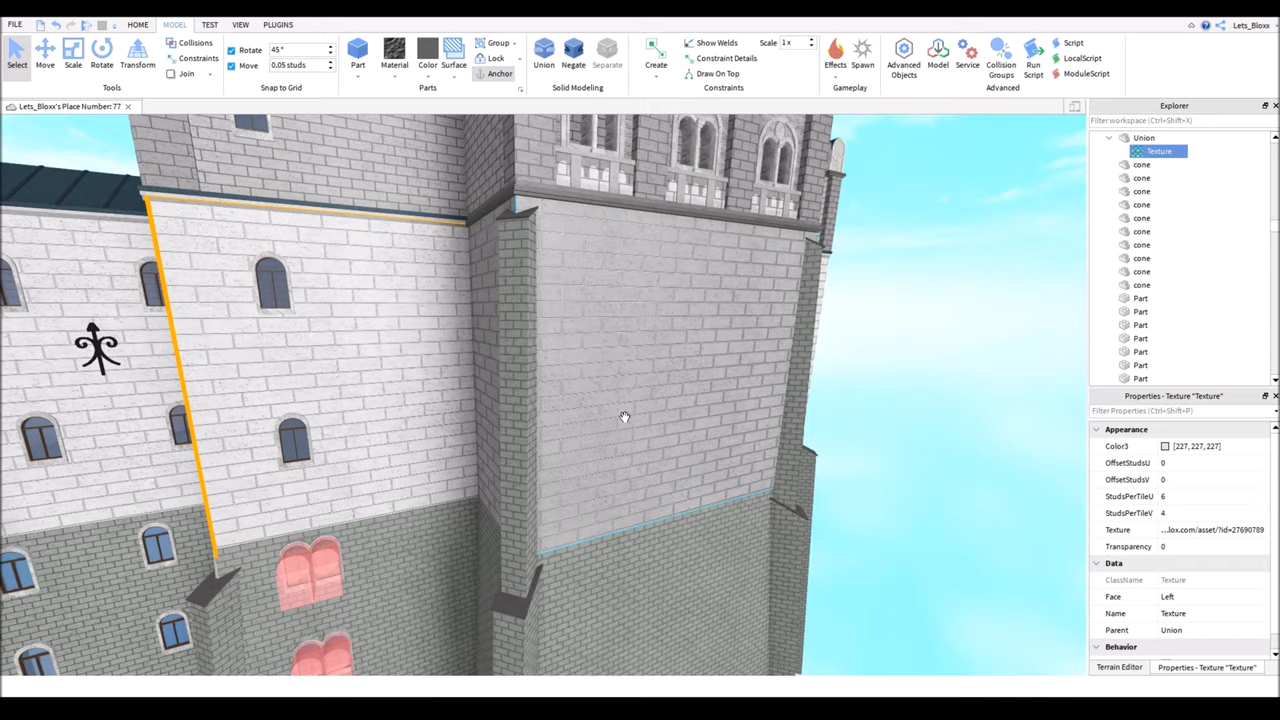 FILE HOME MODEL TEST VIEW PLUGINS Lets_Bloxx
Select Move Scale Rotate Transform
Collisions
Constraints
Join
Tools
Rotate 45°
Move 0.05 studs
Snap to Grid
Part Material Color Surface
Group
Lock
Anchor
Parts
Union Negate Separate
Solid Modeling
Create
Show Welds Scale 1x
Constraint Details
Draw On Top
Constraints
Effects Spawn
Gameplay
Advanced Objects
Model
Service
Collision Groups
Run Script
Script
LocalScript
ModuleScript
Advanced
Lets_Bloxx's Place Number: 77
Explorer
Filter workspace (Ctrl+Shift+X)
Union
Texture
cone
cone
cone
cone
cone
cone
cone
cone
cone
cone
Part
Part
Part
Part
Part
Part
Part
Properties - Texture "Texture"
Filter Properties (Ctrl+Shift+P)
Appearance
Color3 [227, 227, 227]
OffsetStudsU 0
OffsetStudsV 0
StudsPerTileU 6
StudsPerTileV 4
Texture ...lox.com/asset/?id=27690789
Transparency 0
Data
ClassName Texture
Face Left
Name Texture
Parent Union
Behavior
Terrain Editor Properties - Texture "Texture"